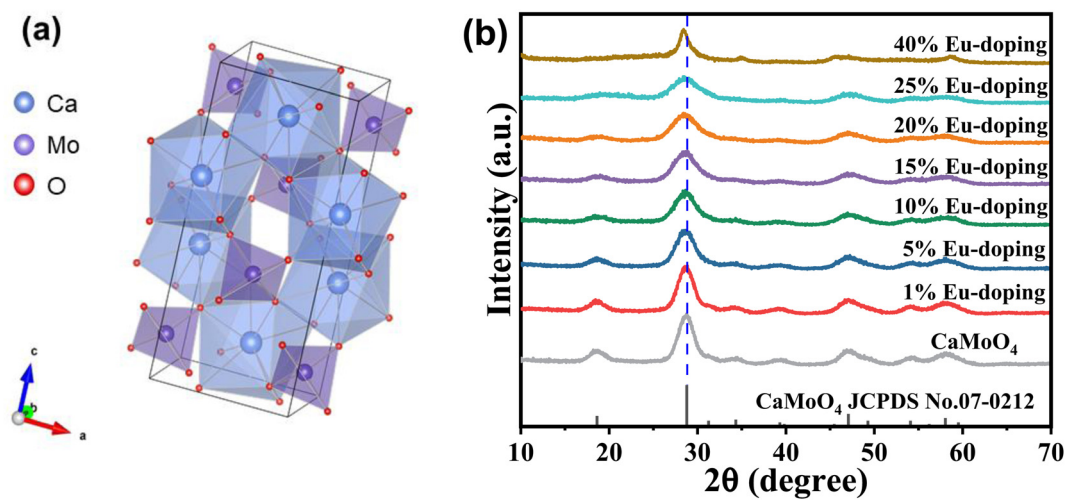 (a)
Ca
Mo
O
c
b
a
(b)
Intensity (a.u.)
40% Eu-doping
25% Eu-doping
20% Eu-doping
15% Eu-doping
10% Eu-doping
5% Eu-doping
1% Eu-doping
CaMoO₄
CaMoO₄ JCPDS No.07-0212
10 20 30 40 50 60 70
2θ (degree)